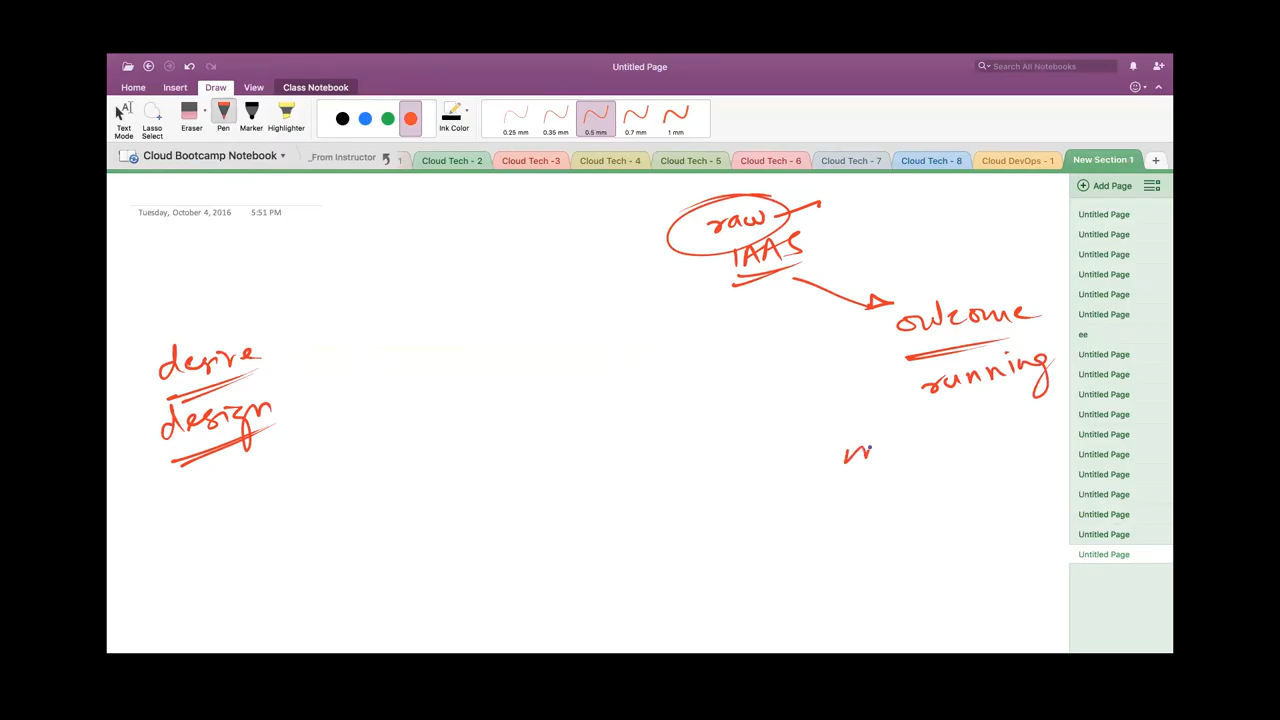 Untitled Page
Search All Notebooks
Home Insert Draw View Class Notebook
Text Mode
Lasso Select
Eraser
Pen
Marker
Highlighter
Ink Color
0.25 mm
0.35 mm
0.5 mm
0.7 mm
1 mm
Cloud Bootcamp Notebook
_From Instructor
1
Cloud Tech - 2
Cloud Tech -3
Cloud Tech - 4
Cloud Tech - 5
Cloud Tech - 6
Cloud Tech - 7
Cloud Tech - 8
Cloud DevOps - 1
New Section 1
Add Page
Tuesday, October 4, 2016 5:51 PM
raw
IAAS
outcome
running
desire
design
Untitled Page
Untitled Page
Untitled Page
Untitled Page
Untitled Page
Untitled Page
ee
Untitled Page
Untitled Page
Untitled Page
Untitled Page
Untitled Page
Untitled Page
Untitled Page
Untitled Page
Untitled Page
Untitled Page
Untitled Page